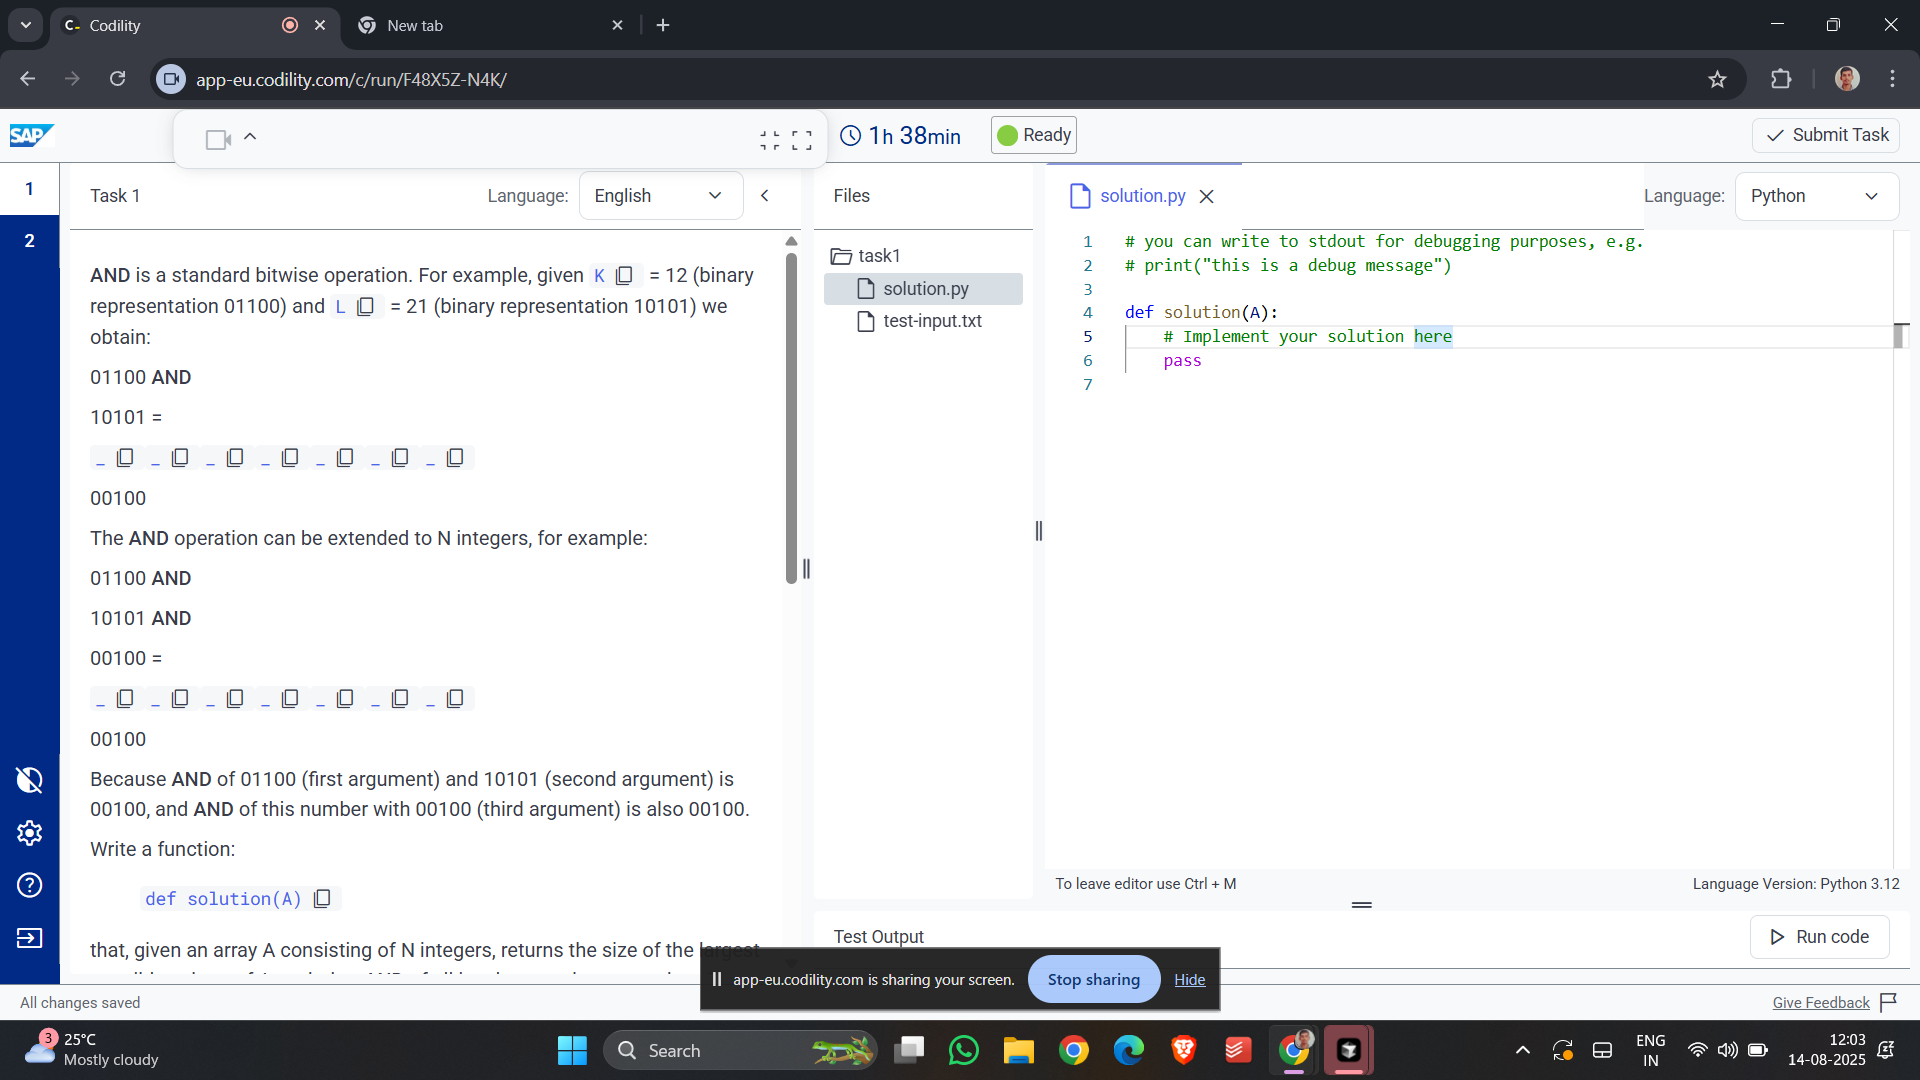 Codility
New tab
app-eu.codility.com/c/run/F48X5Z-N4K/
SAP
1h 38min
Ready
Submit Task
1
2
Task 1
Language:
English
AND is a standard bitwise operation. For example, given K = 12 (binary
representation 01100) and L = 21 (binary representation 10101) we
obtain:
01100 AND
10101 =
_ _ _ _ _ _ _
00100
The AND operation can be extended to N integers, for example:
01100 AND
10101 AND
00100 =
_ _ _ _ _ _ _
00100
Because AND of 01100 (first argument) and 10101 (second argument) is
00100, and AND of this number with 00100 (third argument) is also 00100.
Write a function:
def solution(A)
that, given an array A consisting of N integers, returns the size of the largest
Files
task1
solution.py
test-input.txt
solution.py
Language:
Python
1 # you can write to stdout for debugging purposes, e.g.
2 # print("this is a debug message")
3
4 def solution(A):
5 # Implement your solution here
6 pass
7
To leave editor use Ctrl + M
Language Version: Python 3.12
Test Output
Run code
app-eu.codility.com is sharing your screen.
Stop sharing
Hide
All changes saved
Give Feedback
3
25°C
Mostly cloudy
Search
ENG
IN
12:03
14-08-2025